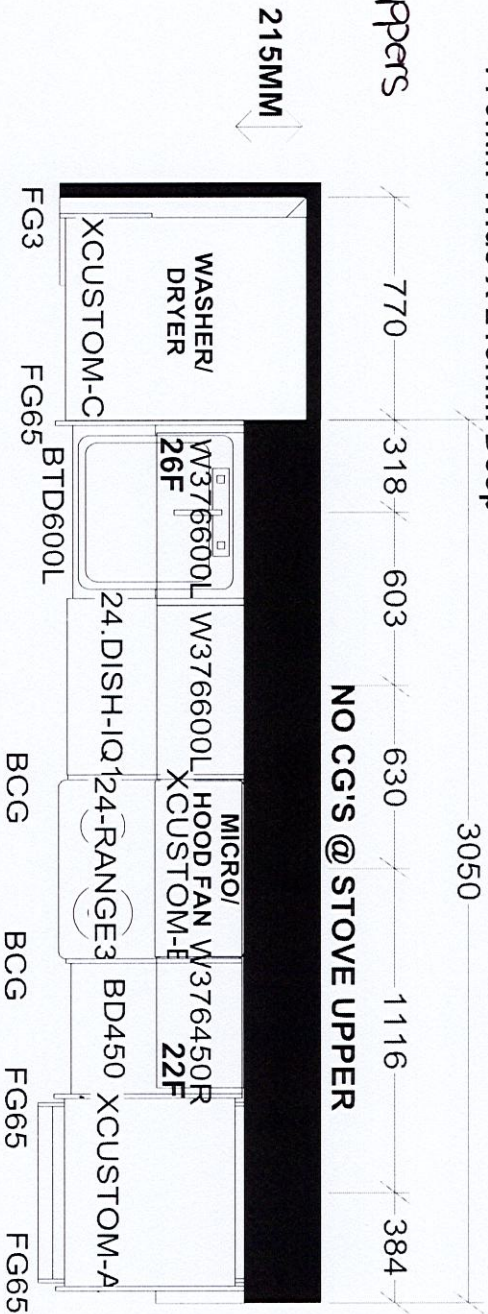 215MM
770
318
603
630
1116
384
3050
NO CG'S @ STOVE UPPER
WASHER/
DRYER
XCUSTOM-C
W376600L
26F
W376600L
MICRO/
HOOD FAN
XCUSTOM-E
W376450R
22F
24.DISH-IQ1
24-RANGE3
BD450
XCUSTOM-A
BTD600L
FG3
FG65
BCG
BCG
FG65
FG65